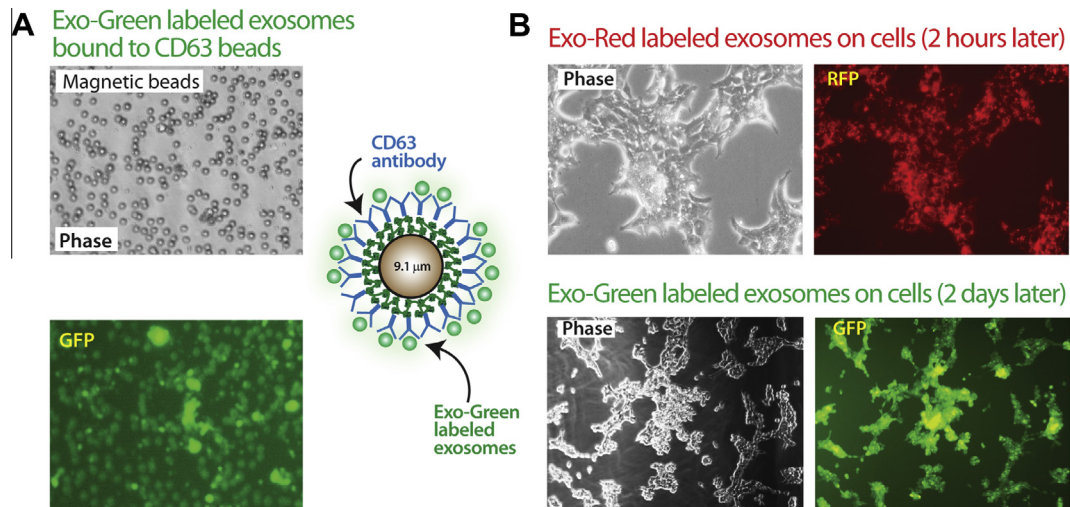 A
Exo-Green labeled exosomes
bound to CD63 beads
Magnetic beads
Phase
GFP
CD63
antibody
9.1 μm
Exo-Green
labeled
exosomes
B
Exo-Red labeled exosomes on cells (2 hours later)
Phase
RFP
Exo-Green labeled exosomes on cells (2 days later)
Phase
GFP